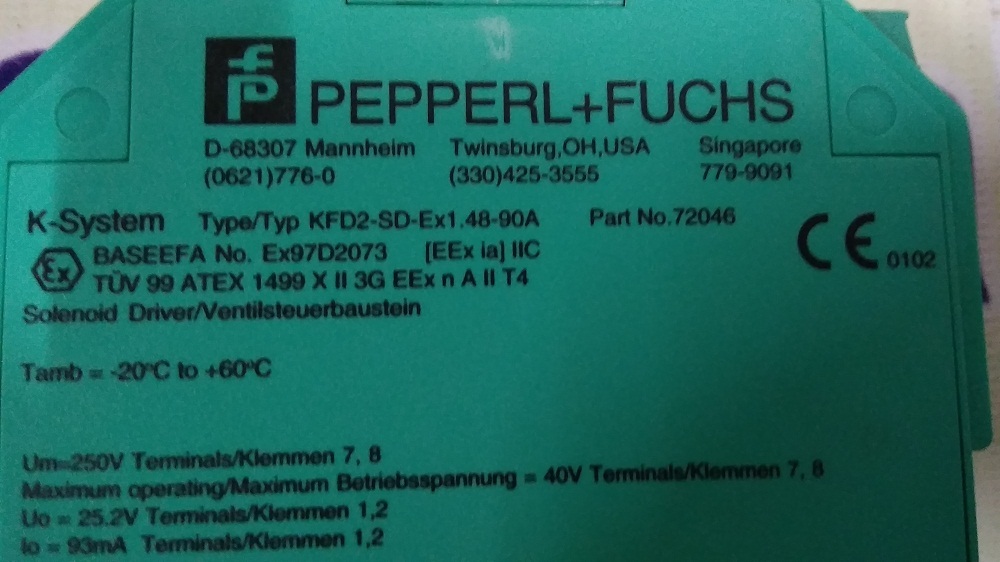 PEPPERL+FUCHS
D-68307 Mannheim Twinsburg,OH,USA Singapore
(0621)776-0 (330)425-3555 779-9091
K-System Type/Typ KFD2-SD-Ex1.48-90A Part No.72046
BASEEFA No. Ex97D2073 [EEx ia] IIC
Ex TÜV 99 ATEX 1499 X II 3G EEx n A II T4
CE 0102
Solenoid Driver/Ventilsteuerbaustein
Tamb = -20°C to +60°C
Um=250V Terminals/Klemmen 7, 8
Maximum operating/Maximum Betriebsspannung = 40V Terminals/Klemmen 7, 8
Uo = 25.2V Terminals/Klemmen 1,2
Io = 93mA Terminals/Klemmen 1,2